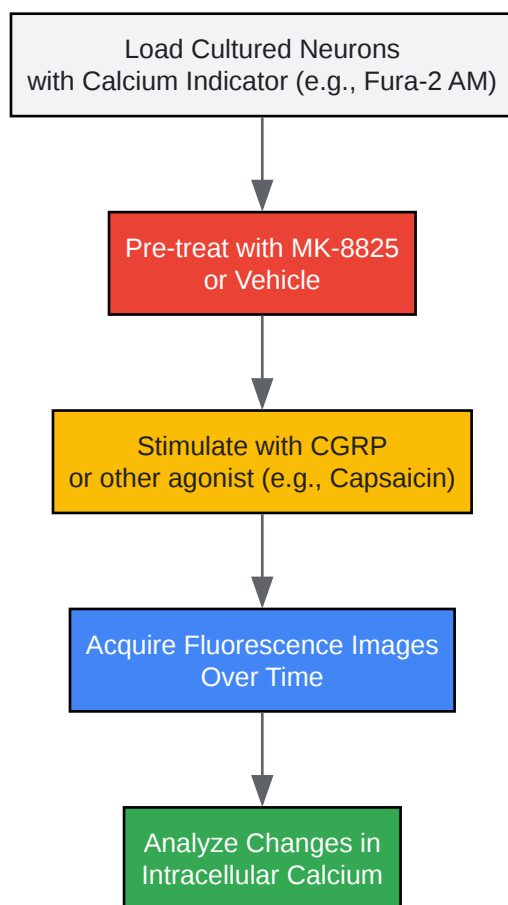 Load Cultured Neurons
with Calcium Indicator (e.g., Fura-2 AM)
Pre-treat with MK-8825
or Vehicle
Stimulate with CGRP
or other agonist (e.g., Capsaicin)
Acquire Fluorescence Images
Over Time
Analyze Changes in
Intracellular Calcium